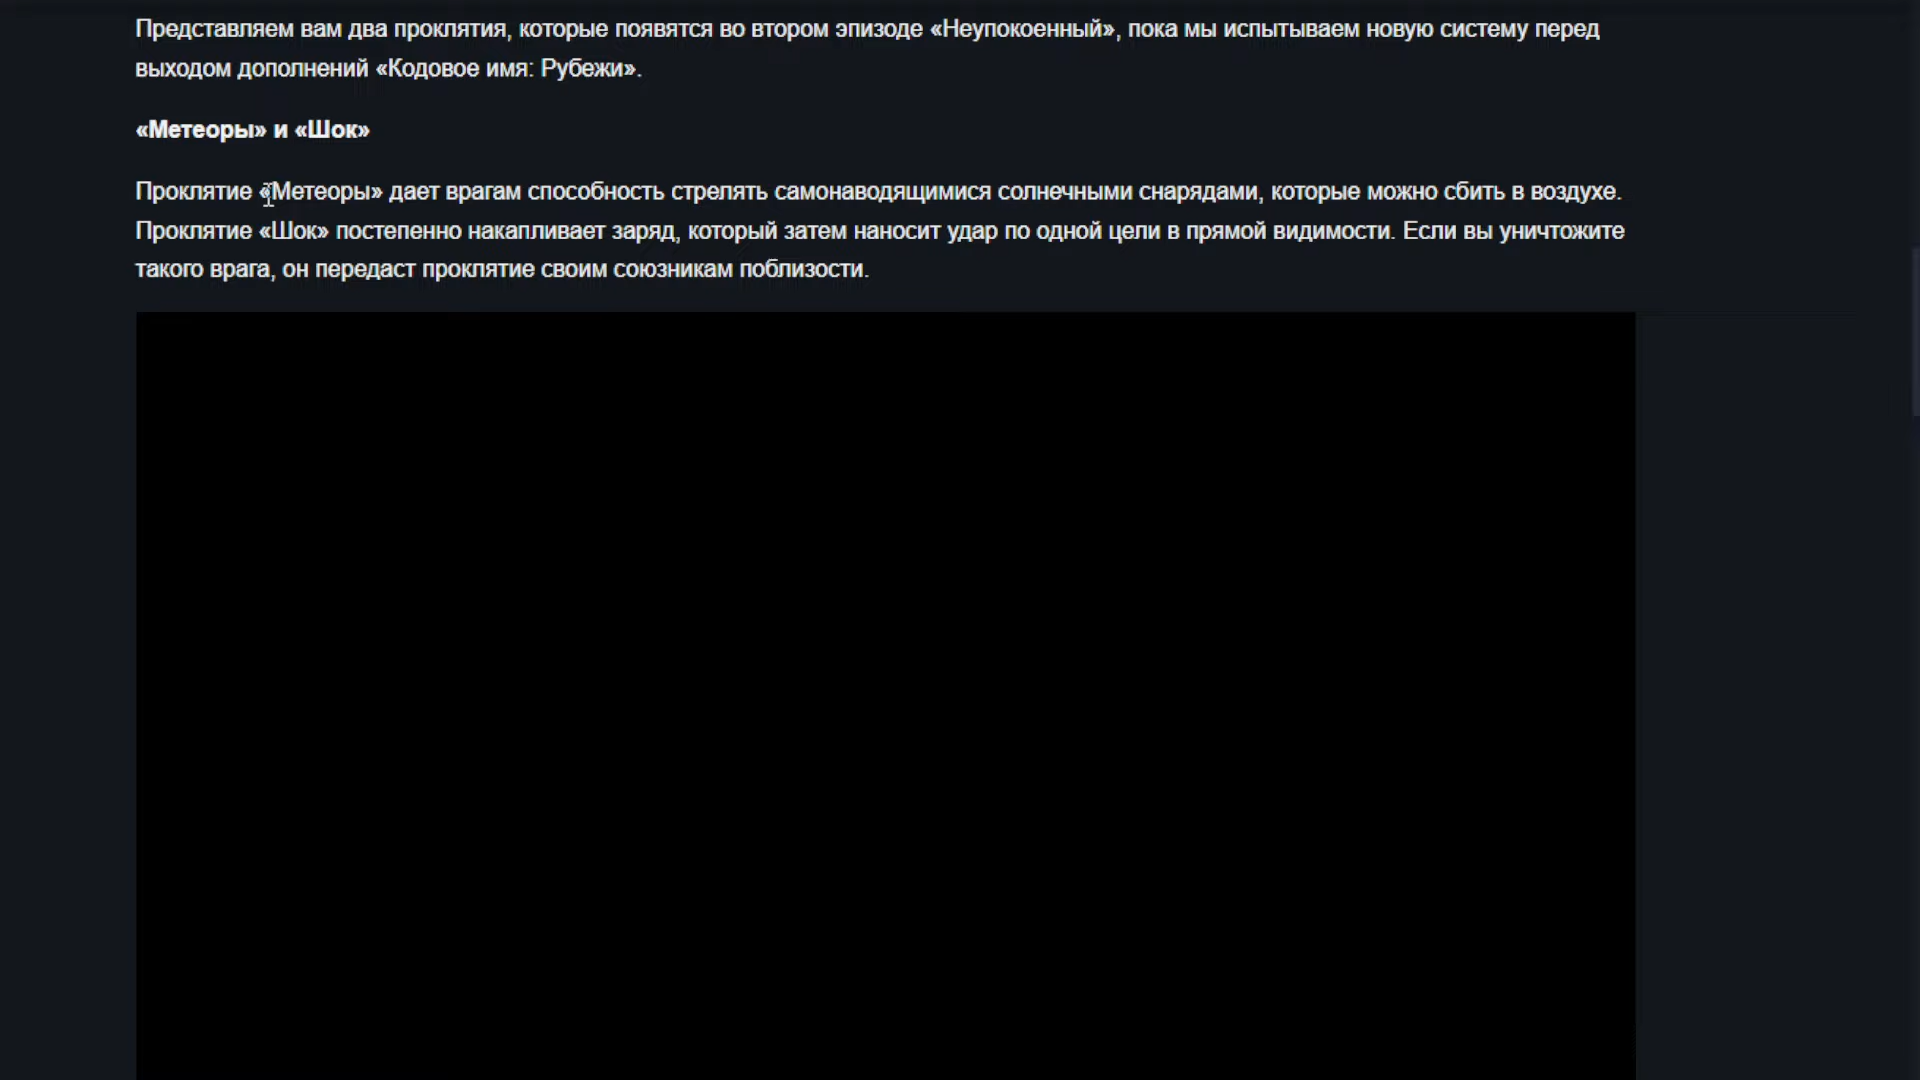 Представляем вам два проклятия, которые появятся во втором эпизоде «Неупокоенный», пока мы испытываем новую систему перед
выходом дополнений «Кодовое имя: Рубежи».
«Метеоры» и «Шок»
Проклятие «Метеоры» дает врагам способность стрелять самонаводящимися солнечными снарядами, которые можно сбить в воздухе.
Проклятие «Шок» постепенно накапливает заряд, который затем наносит удар по одной цели в прямой видимости. Если вы уничтожите
такого врага, он передаст проклятие своим союзникам поблизости.